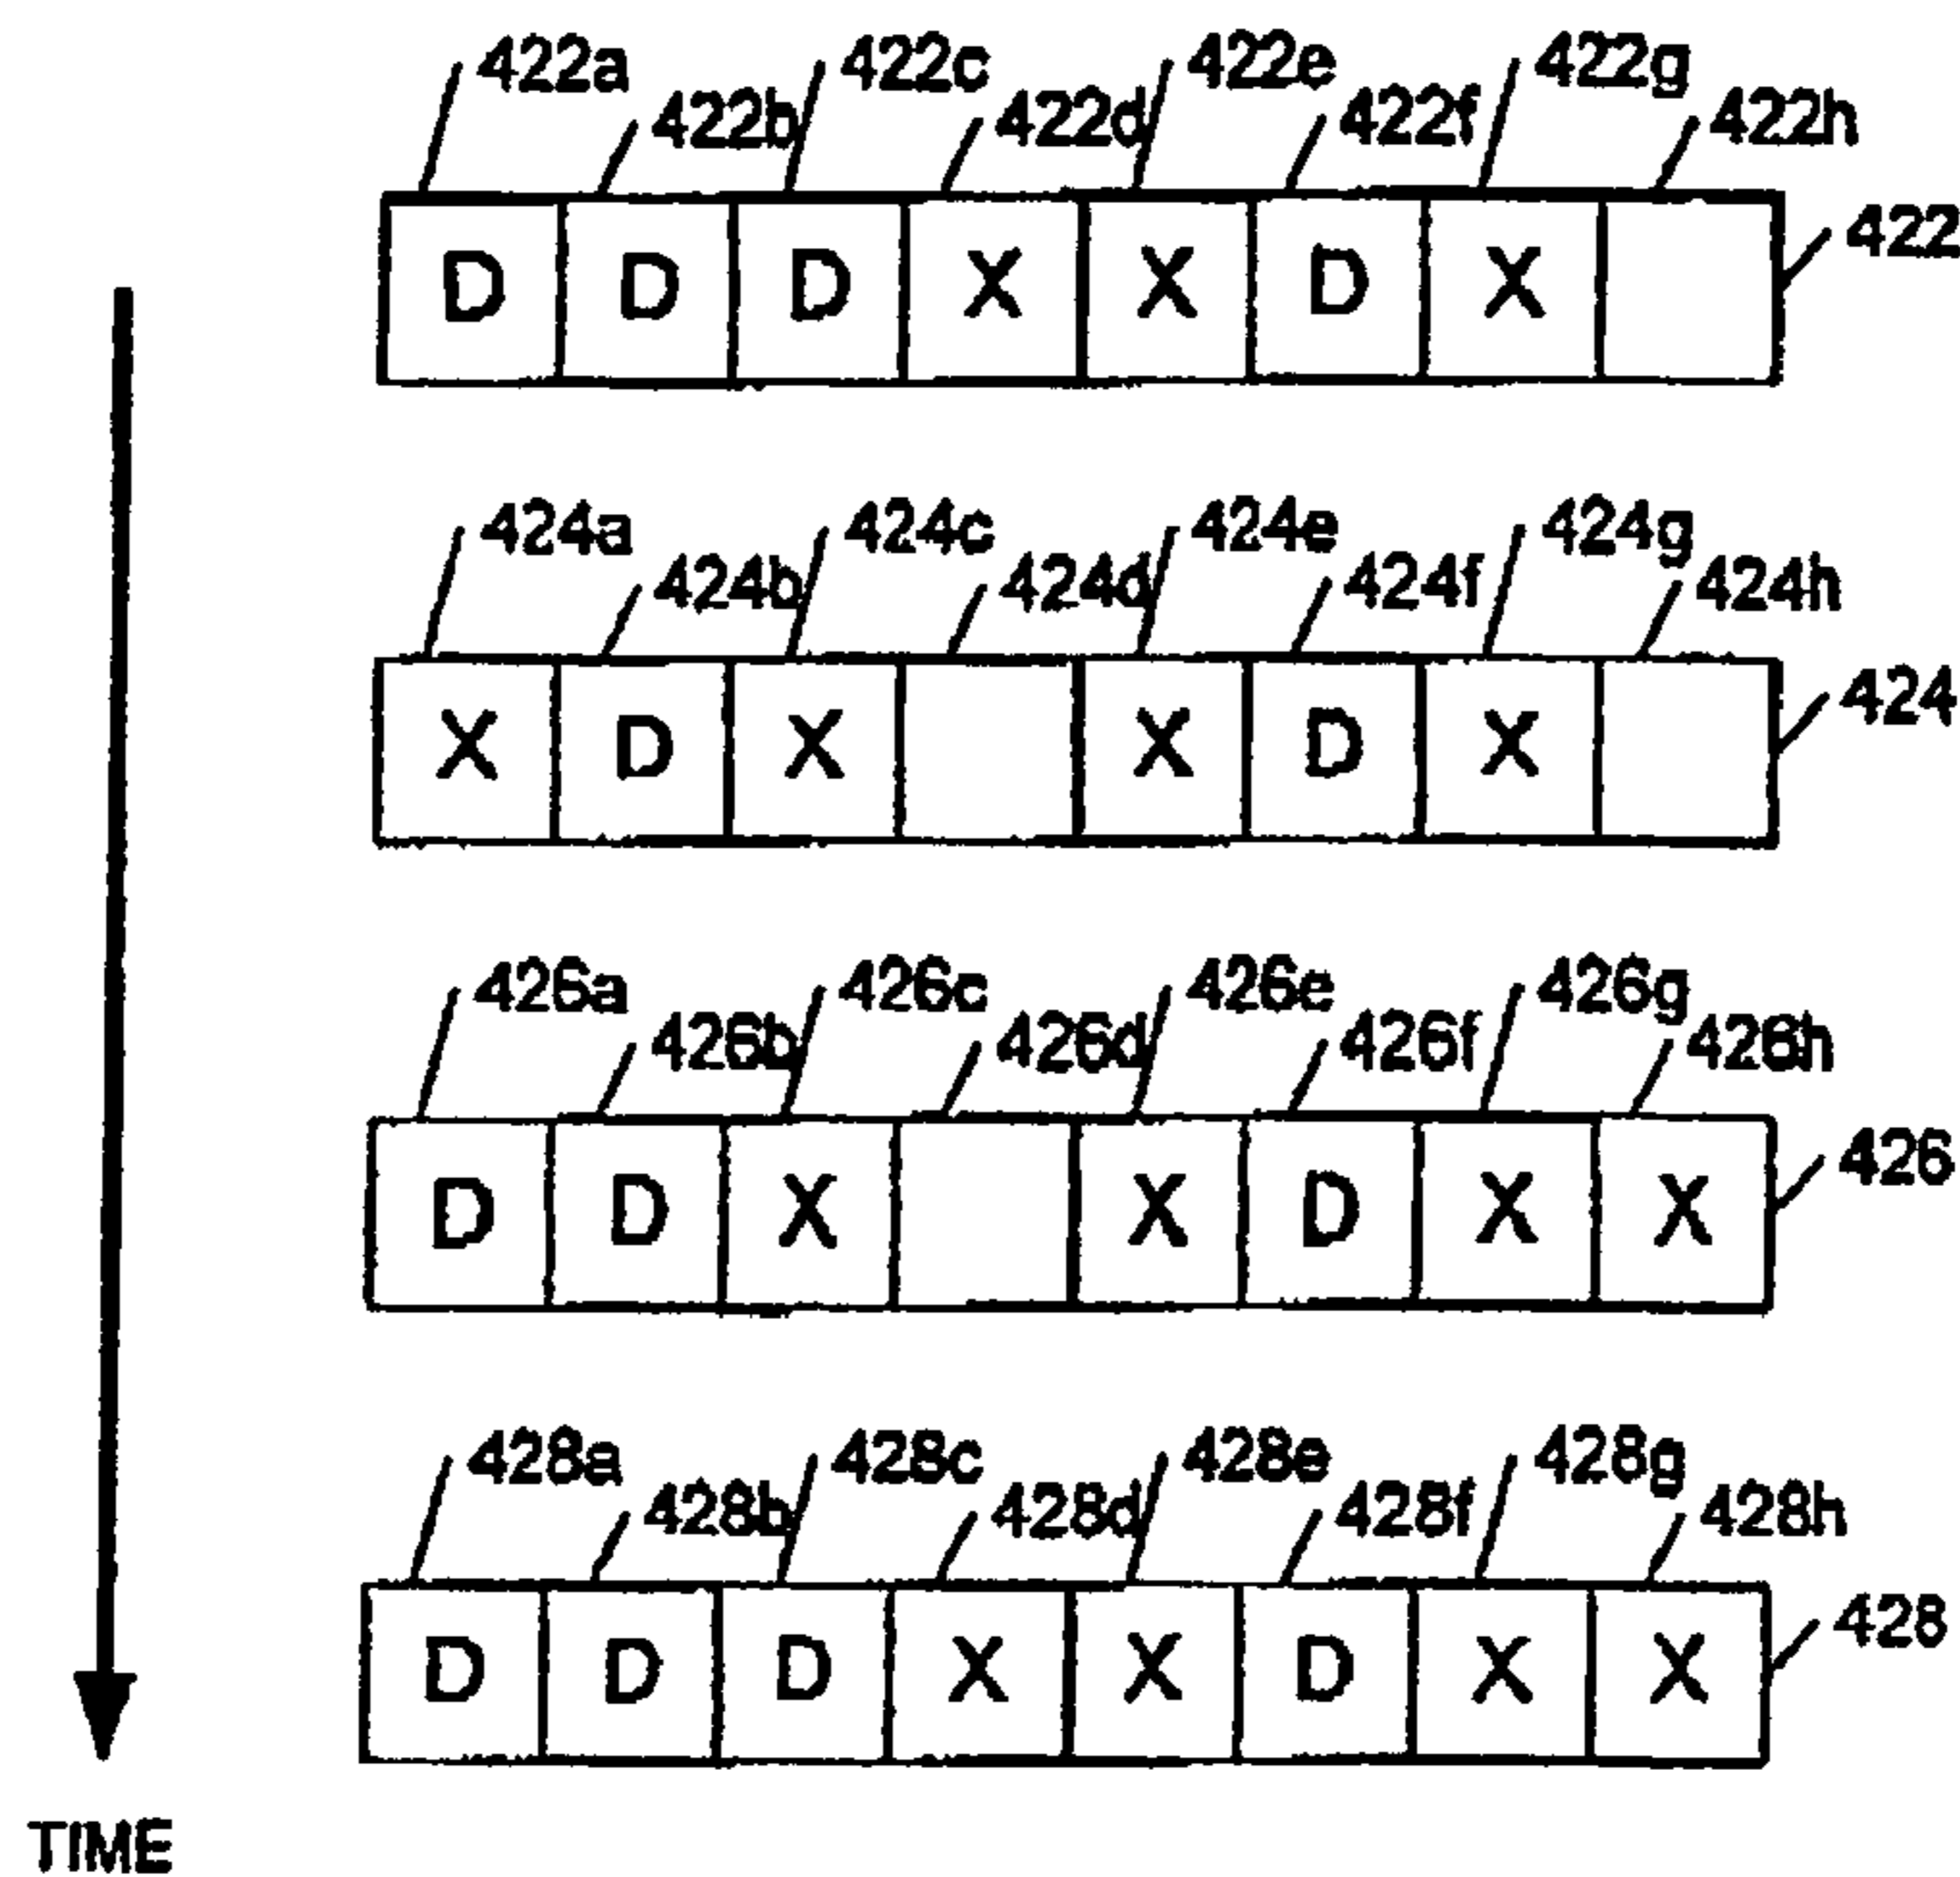 422a 422c 422e 422g
422b 422d 422f 422h
D D D X X D X
422
424a 424c 424e 424g
424b 424d 424f 424h
X D X X D X
424
426a 426c 426e 426g
426b 426d 426f 426h
D D X X D X X
426
428a 428c 428e 428g
428b 428d 428f 428h
D D D X X D X X
428
TIME